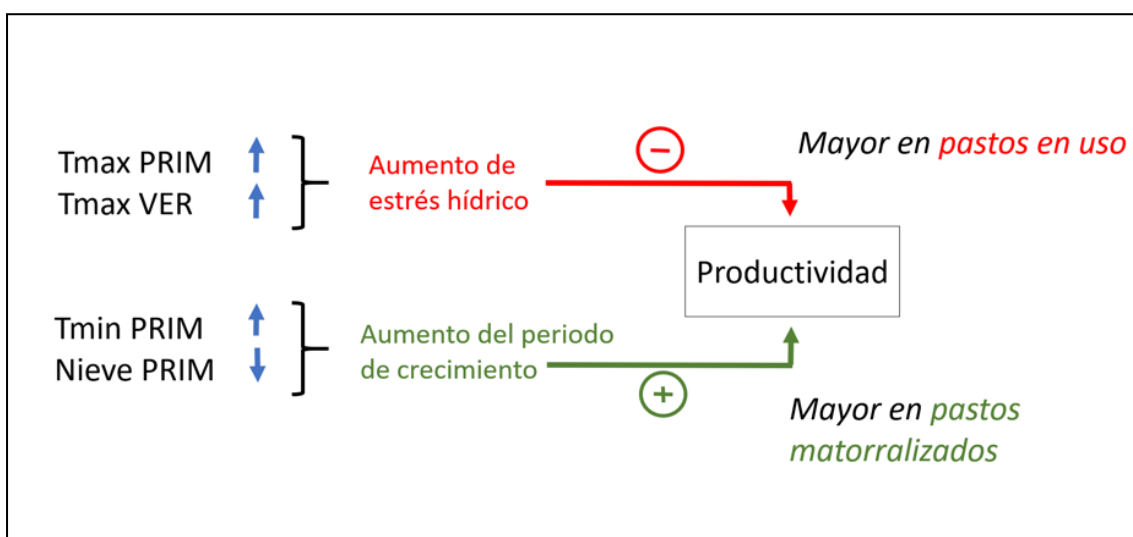 Tmax PRIM
Tmax VER
Aumento de
estrés hídrico
−
Mayor en pastos en uso
Productividad
Tmin PRIM
Nieve PRIM
Aumento del periodo
de crecimiento
+
Mayor en pastos
matorralizados